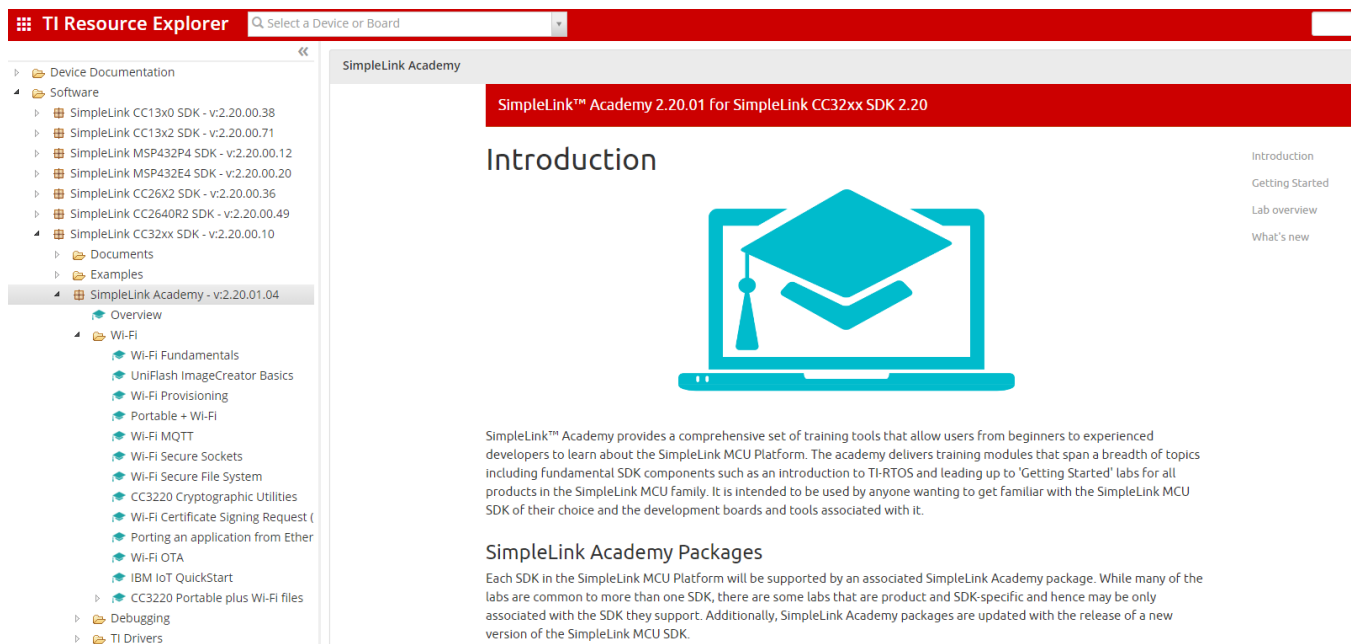 TI Resource Explorer
Select a Device or Board
Device Documentation
Software
SimpleLink CC13x0 SDK - v:2.20.00.38
SimpleLink CC13x2 SDK - v:2.20.00.71
SimpleLink MSP432P4 SDK - v:2.20.00.12
SimpleLink MSP432E4 SDK - v:2.20.00.20
SimpleLink CC26X2 SDK - v:2.20.00.36
SimpleLink CC2640R2 SDK - v:2.20.00.49
SimpleLink CC32xx SDK - v:2.20.00.10
Documents
Examples
SimpleLink Academy - v:2.20.01.04
Overview
Wi-Fi
Wi-Fi Fundamentals
UniFlash ImageCreator Basics
Wi-Fi Provisioning
Portable + Wi-Fi
Wi-Fi MQTT
Wi-Fi Secure Sockets
Wi-Fi Secure File System
CC3220 Cryptographic Utilities
Wi-Fi Certificate Signing Request (
Porting an application from Ether
Wi-Fi OTA
IBM IoT QuickStart
CC3220 Portable plus Wi-Fi files
Debugging
TI Drivers
SimpleLink Academy
SimpleLink™ Academy 2.20.01 for SimpleLink CC32xx SDK 2.20
Introduction
SimpleLink™ Academy provides a comprehensive set of training tools that allow users from beginners to experienced
developers to learn about the SimpleLink MCU Platform. The academy delivers training modules that span a breadth of topics
including fundamental SDK components such as an introduction to TI-RTOS and leading up to 'Getting Started' labs for all
products in the SimpleLink MCU family. It is intended to be used by anyone wanting to get familiar with the SimpleLink MCU
SDK of their choice and the development boards and tools associated with it.
SimpleLink Academy Packages
Each SDK in the SimpleLink MCU Platform will be supported by an associated SimpleLink Academy package. While many of the
labs are common to more than one SDK, there are some labs that are product and SDK-specific and hence may be only
associated with the SDK they support. Additionally, SimpleLink Academy packages are updated with the release of a new
version of the SimpleLink MCU SDK.
Introduction
Getting Started
Lab overview
What's new